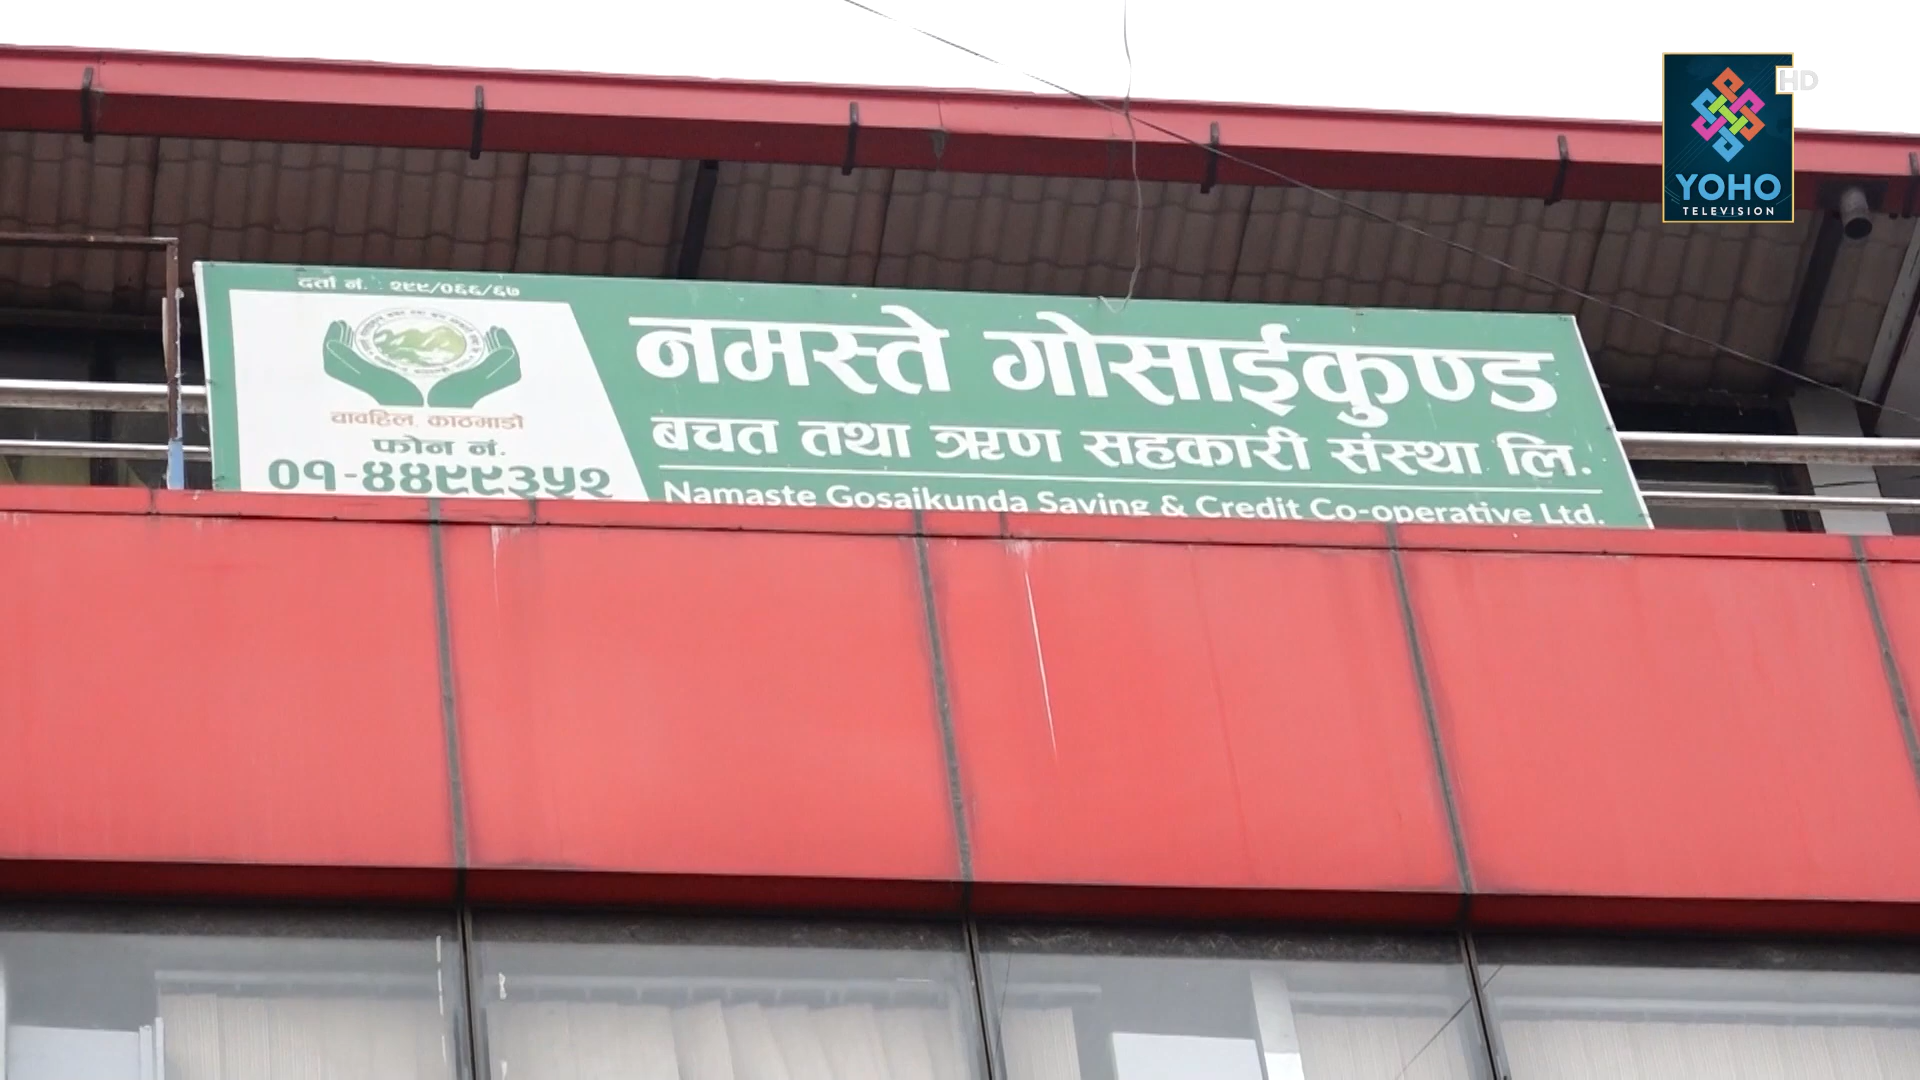 दर्ता नं. : २९९/०६६/६७
चावहिल, काठमाडौं
फोन नं.
०१-४४९९३५२
नमस्ते गोसाईकुण्ड
बचत तथा ऋण सहकारी संस्था लि.
Namaste Gosaikunda Saving & Credit Co-operative Ltd.
HD
YOHO
TELEVISION